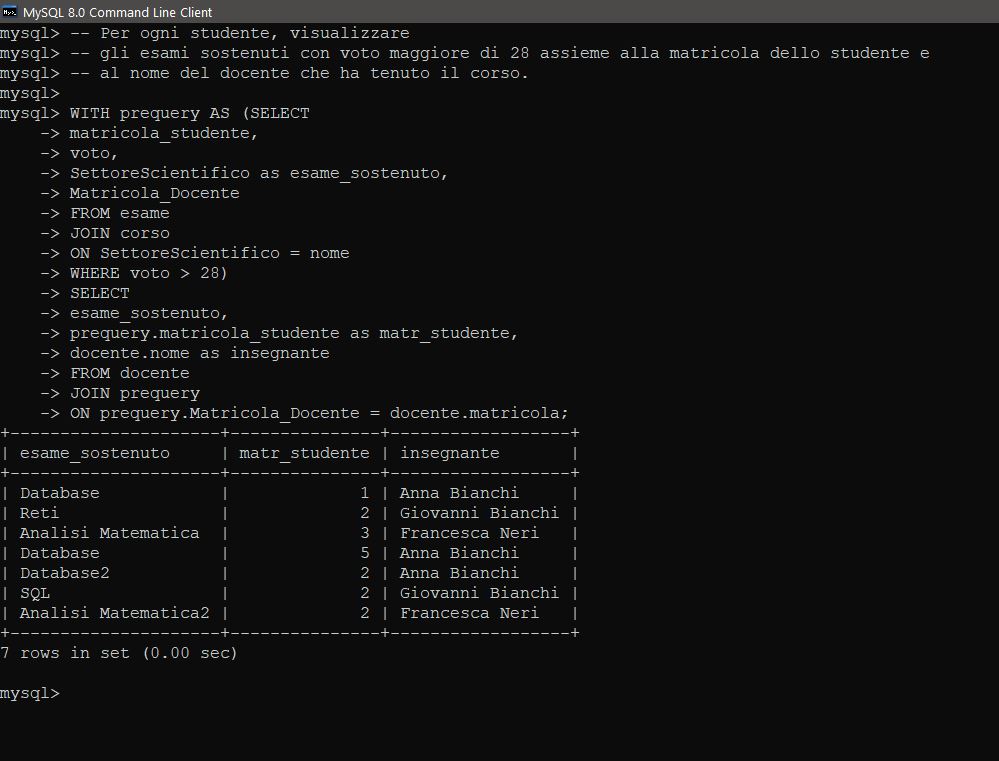 MySQL 8.0 Command Line Client
mysql> -- Per ogni studente, visualizzare
mysql> -- gli esami sostenuti con voto maggiore di 28 assieme alla matricola dello studente e
mysql> -- al nome del docente che ha tenuto il corso.
mysql>
mysql> WITH prequery AS (SELECT
    -> matricola_studente,
    -> voto,
    -> SettoreScientifico as esame_sostenuto,
    -> Matricola_Docente
    -> FROM esame
    -> JOIN corso
    -> ON SettoreScientifico = nome
    -> WHERE voto > 28)
    -> SELECT
    -> esame_sostenuto,
    -> prequery.matricola_studente as matr_studente,
    -> docente.nome as insegnante
    -> FROM docente
    -> JOIN prequery
    -> ON prequery.Matricola_Docente = docente.matricola;
+---------------------+---------------+------------------+
| esame_sostenuto     | matr_studente | insegnante       |
+---------------------+---------------+------------------+
| Database            |             1 | Anna Bianchi     |
| Reti                |             2 | Giovanni Bianchi |
| Analisi Matematica  |             3 | Francesca Neri   |
| Database            |             5 | Anna Bianchi     |
| Database2           |             2 | Anna Bianchi     |
| SQL                 |             2 | Giovanni Bianchi |
| Analisi Matematica2 |             2 | Francesca Neri   |
+---------------------+---------------+------------------+
7 rows in set (0.00 sec)
mysql>